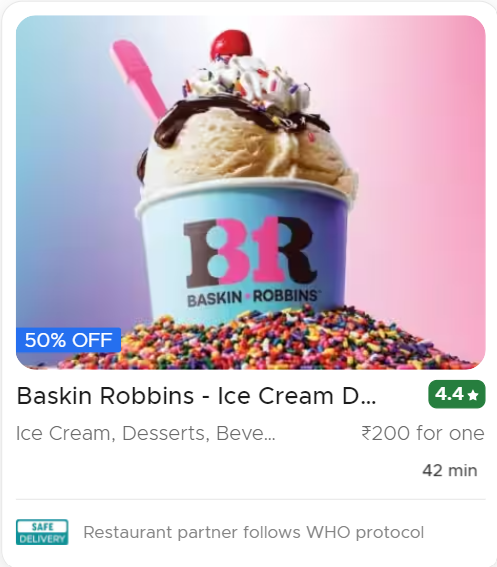 BR
BASKIN ROBBINS
50% OFF
Baskin Robbins - Ice Cream D...
4.4★
Ice Cream, Desserts, Beve...
₹200 for one
42 min
SAFE
DELIVERY
Restaurant partner follows WHO protocol